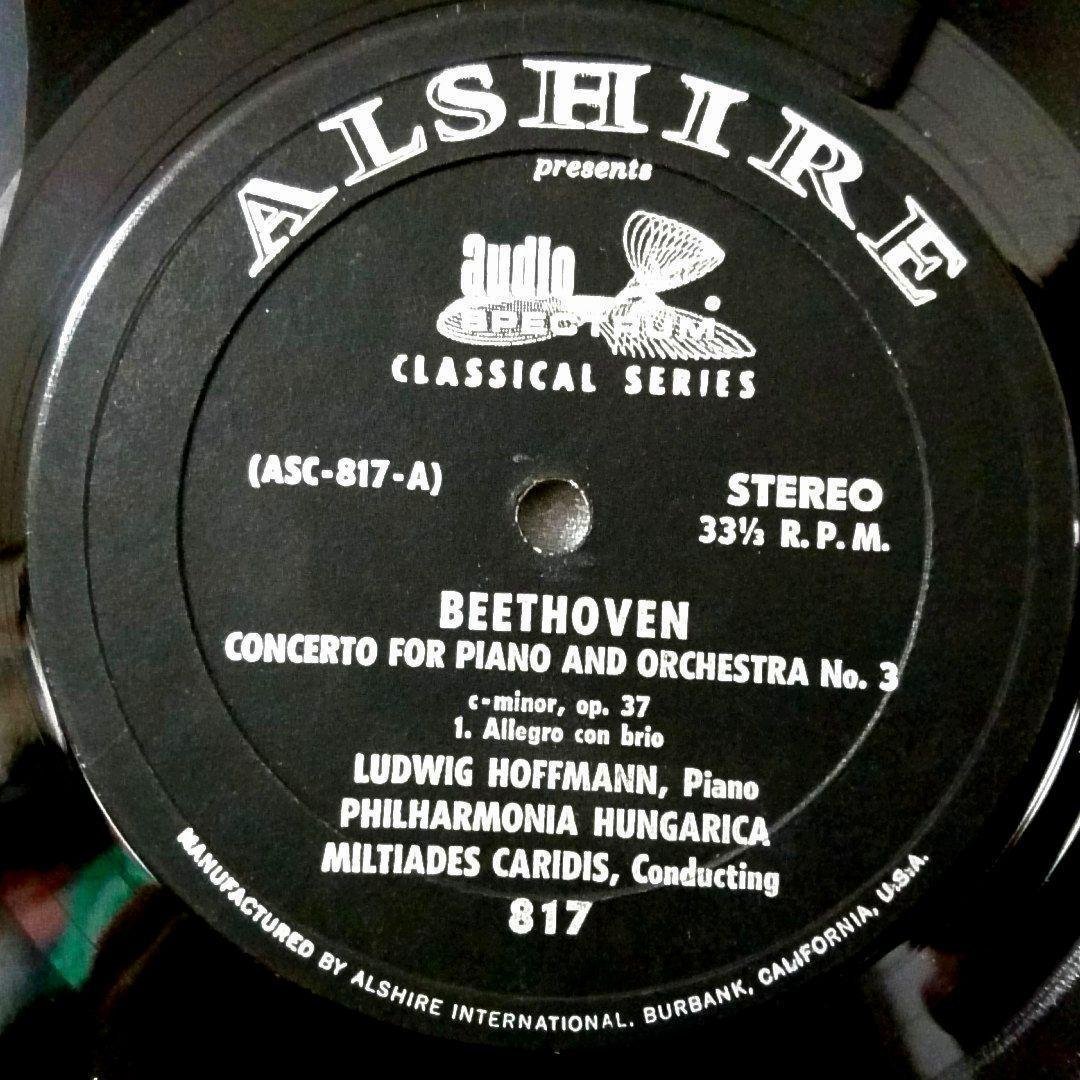 ALSHIRE
presents
audio
SPECTRUM
CLASSICAL SERIES
(ASC-817-A)
STEREO
33⅓ R.P.M.
BEETHOVEN
CONCERTO FOR PIANO AND ORCHESTRA No. 3
c-minor, op. 37
1. Allegro con brio
LUDWIG HOFFMANN, Piano
PHILHARMONIA HUNGARICA
MILTIADES CARIDIS, Conducting
817
MANUFACTURED BY ALSHIRE INTERNATIONAL. BURBANK, CALIFORNIA, U.S.A.